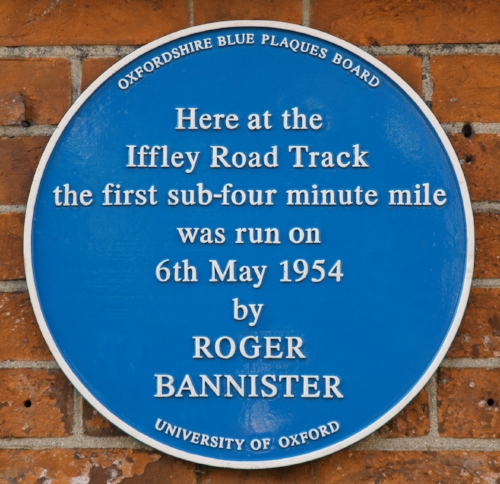 OXFORDSHIRE BLUE PLAQUES BOARD
Here at the
Iffley Road Track
the first sub-four minute mile
was run on
6th May 1954
by
ROGER
BANNISTER
UNIVERSITY OF OXFORD